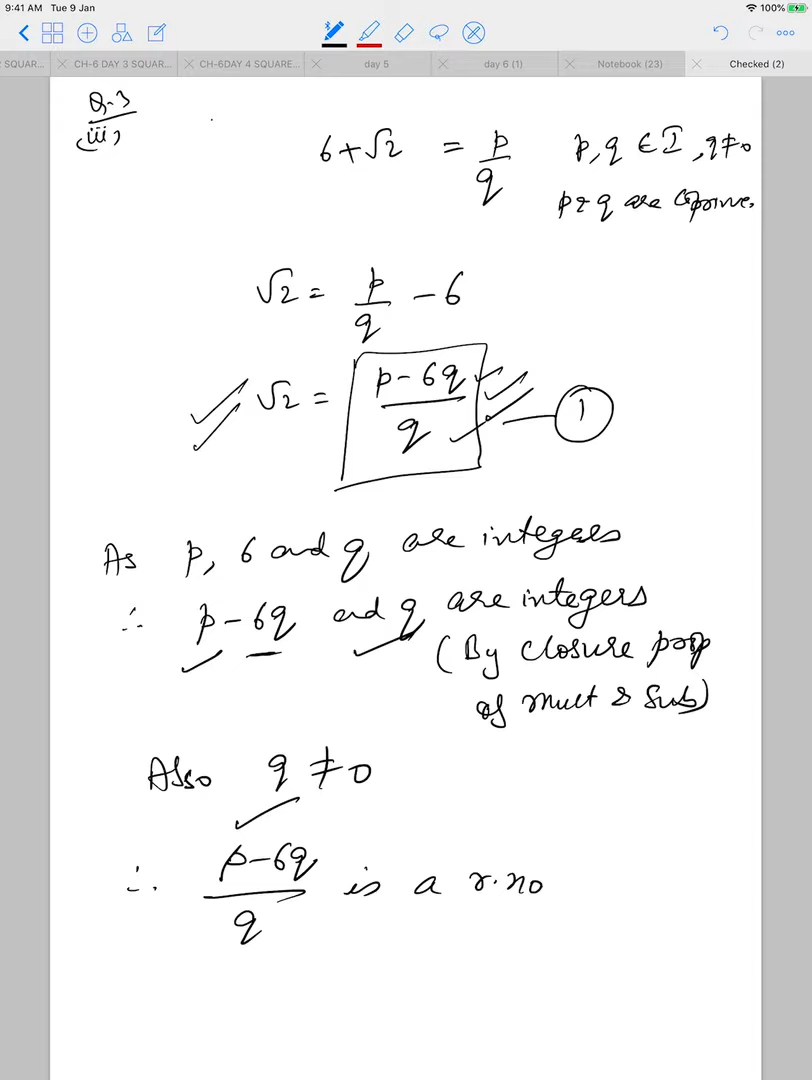 9:41 AM Tue 9 Jan
100%
SQUAR... CH-6 DAY 3 SQUAR... CH-6DAY 4 SQUARE... day 5 day 6 (1) Notebook (23) Checked (2)
Q-3
(iii)
6+√2 = p/q p, q ∈ I, q≠0
p & q are Coprime.
√2 = p/q - 6
√2 = (p-6q)/q — 1
As p, 6 and q are integers
∴ p-6q and q are integers
(By closure prop
of mult & Sub)
Also q ≠ 0
∴ (p-6q)/q is a r.no